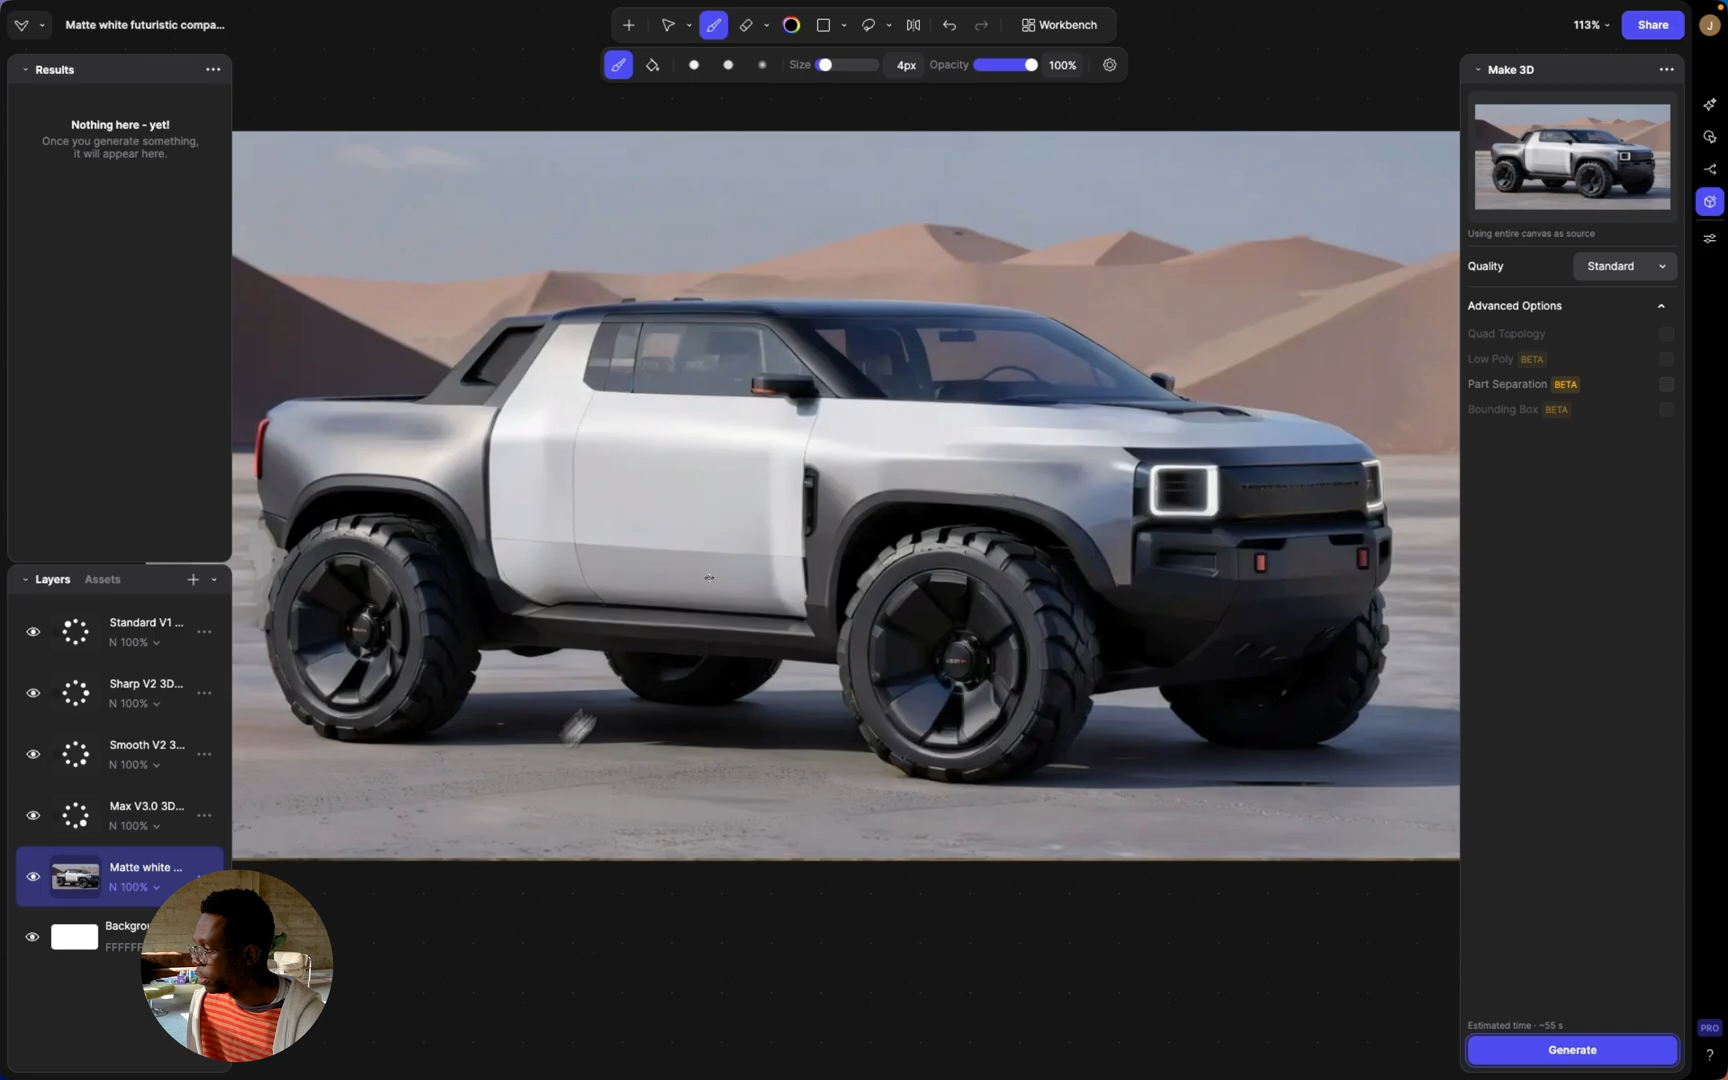 Matte white futuristic compa...
Workbench
113%
Share
J
Size
4px
Opacity
100%
Results
Nothing here - yet!
Once you generate something,
it will appear here.
Layers
Assets
Standard V1 ...
N 100%
Sharp V2 3D...
N 100%
Smooth V2 3...
N 100%
Max V3.0 3D...
N 100%
Matte white ...
N 100%
Backgrou
FFFFFF
Make 3D
Using entire canvas as source
Quality
Standard
Advanced Options
Quad Topology
Low Poly BETA
Part Separation BETA
Bounding Box BETA
Estimated time · ~55 s
Generate
PRO
?